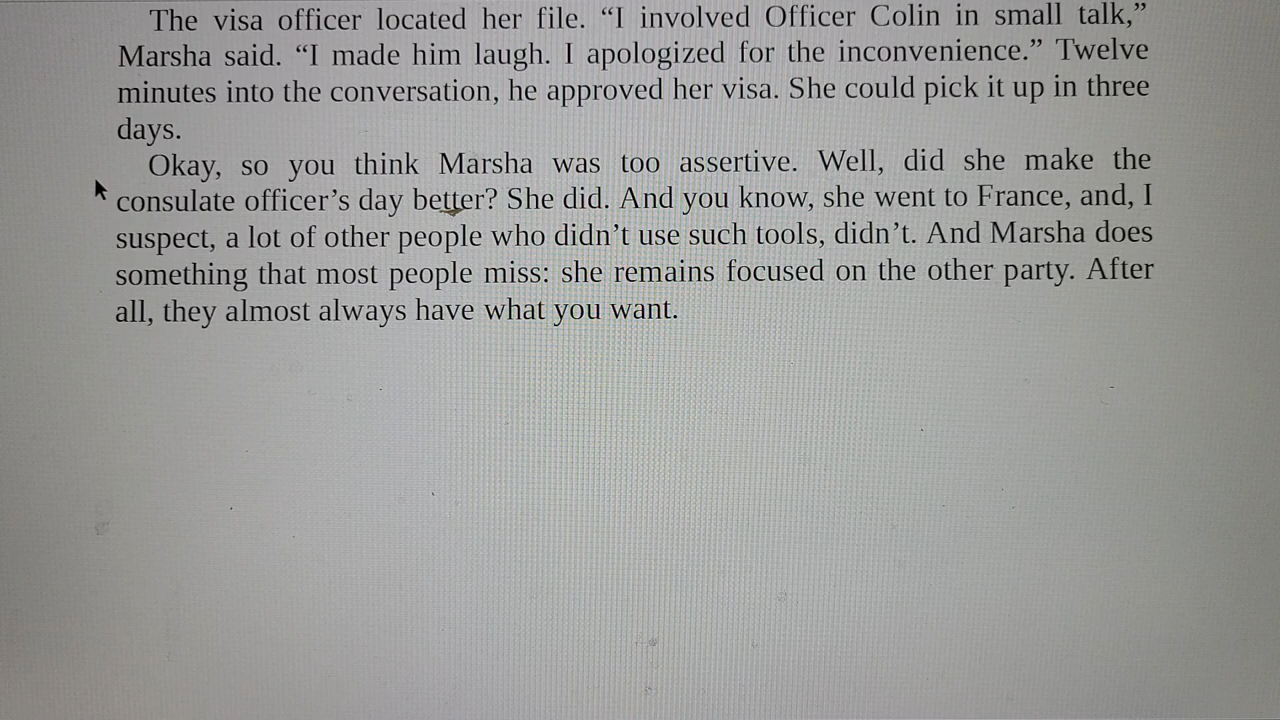 The visa officer located her file. “I involved Officer Colin in small talk,”
Marsha said. “I made him laugh. I apologized for the inconvenience.” Twelve
minutes into the conversation, he approved her visa. She could pick it up in three
days.
Okay, so you think Marsha was too assertive. Well, did she make the
consulate officer’s day better? She did. And you know, she went to France, and, I
suspect, a lot of other people who didn’t use such tools, didn’t. And Marsha does
something that most people miss: she remains focused on the other party. After
all, they almost always have what you want.